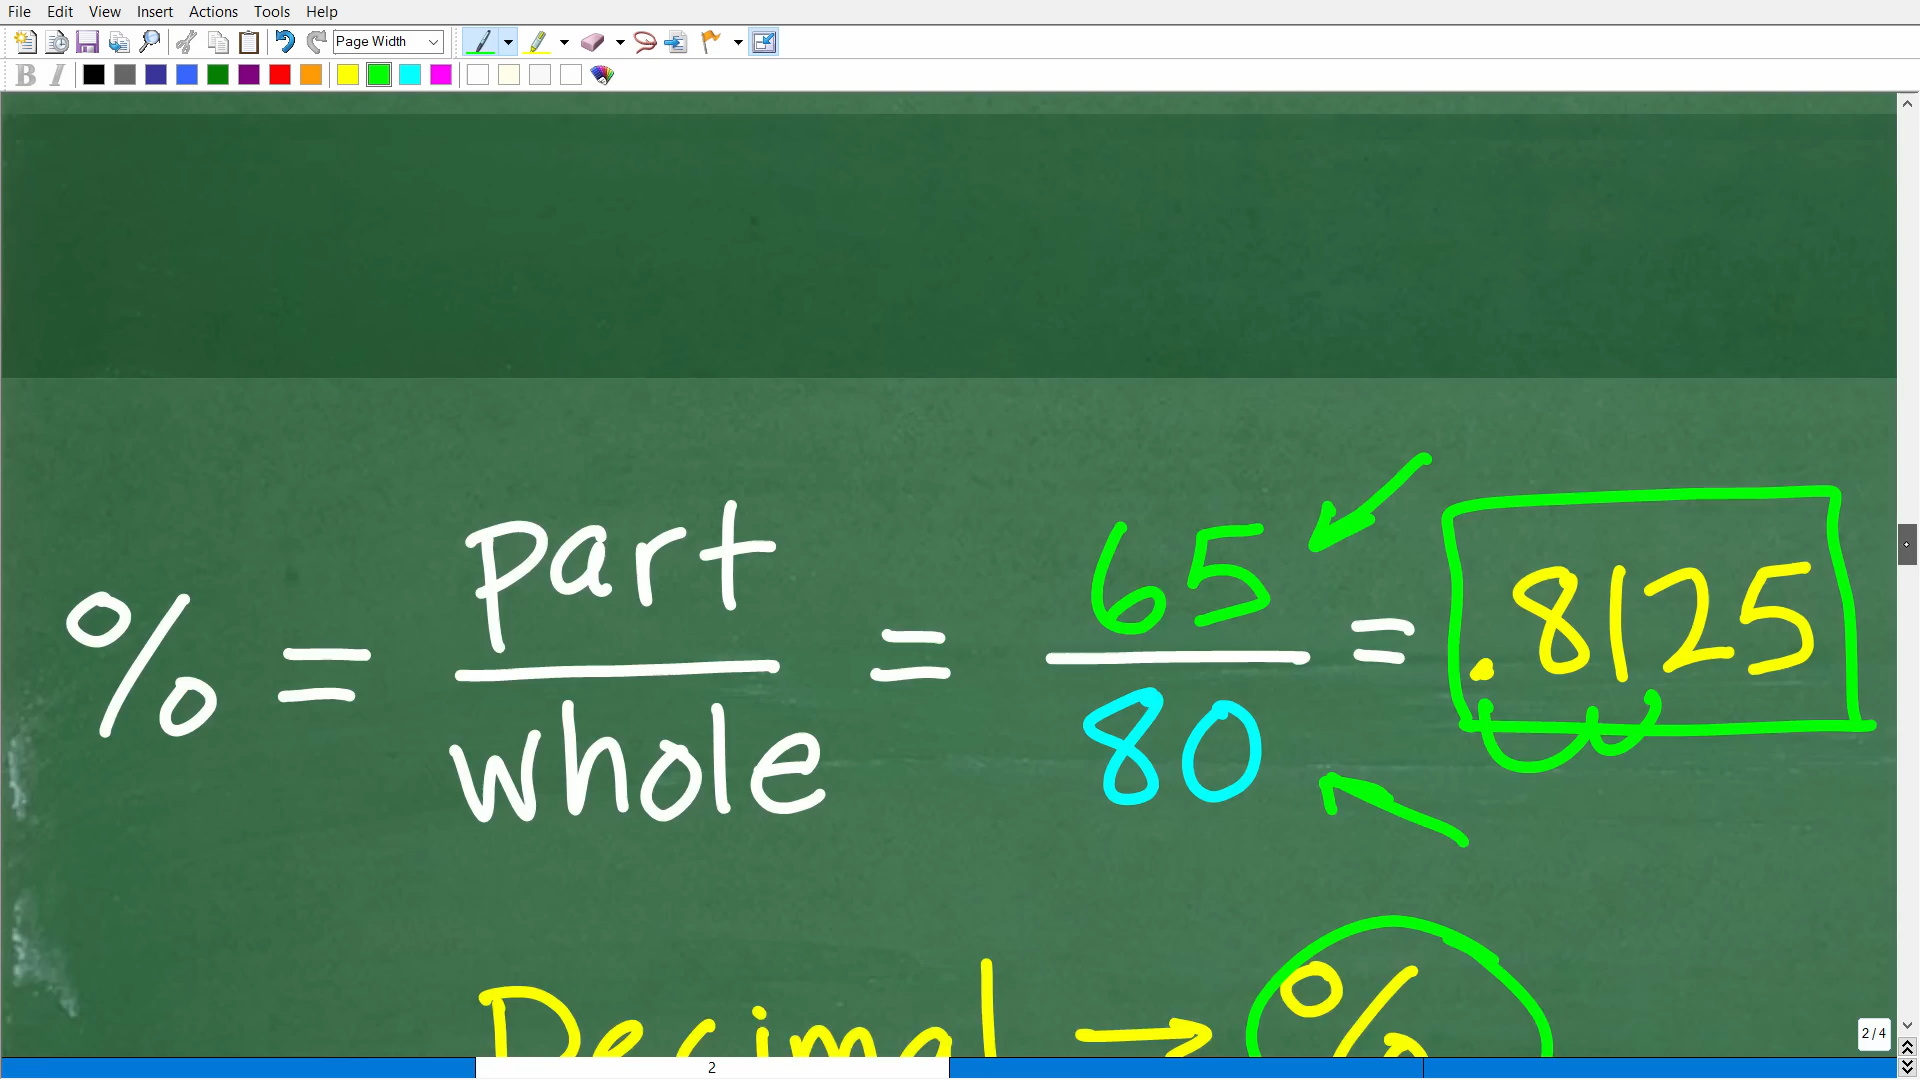 File Edit View Insert Actions Tools Help
Page Width
B I
% = part / whole = 65 / 80 = .8125
Decimal → %
2 / 4
2